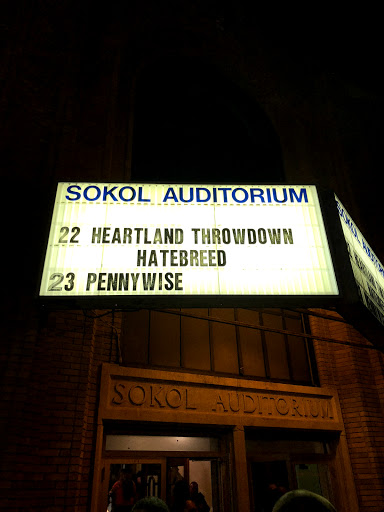 SOKOL AUDITORIUM
22 HEARTLAND THROWDOWN
HATEBREED
23 PENNYWISE
SOKOL AUDITORIUM